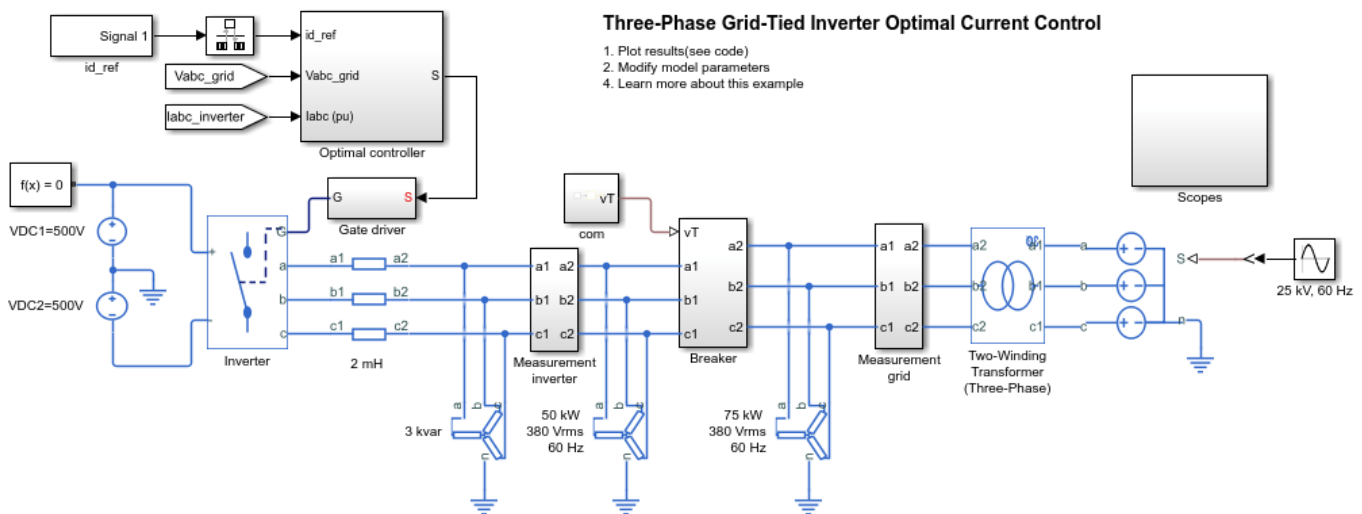 Three-Phase Grid-Tied Inverter Optimal Current Control
1. Plot results(see code)
2. Modify model parameters
4. Learn more about this example
Signal 1
id_ref
id_ref
Vabc_grid
Vabc_grid
S
Iabc_inverter
Iabc (pu)
Optimal controller
f(x) = 0
G
S
Gate driver
vT
com
Scopes
VDC1=500V
VDC2=500V
+
−
G
a
b
c
Inverter
a1
a2
b1
b2
c1
c2
2 mH
a1
a2
b1
b2
c1
c2
Measurement
inverter
vT
a1
a2
b1
b2
c1
c2
Breaker
a1
a2
b1
b2
c1
c2
Measurement
grid
a2
a1
b2
b1
c2
c1
Two-Winding
Transformer
(Three-Phase)
a
b
c
n
S
25 kV, 60 Hz
a
b
c
n
3 kvar
a
b
c
n
50 kW
380 Vrms
60 Hz
a
b
c
n
75 kW
380 Vrms
60 Hz